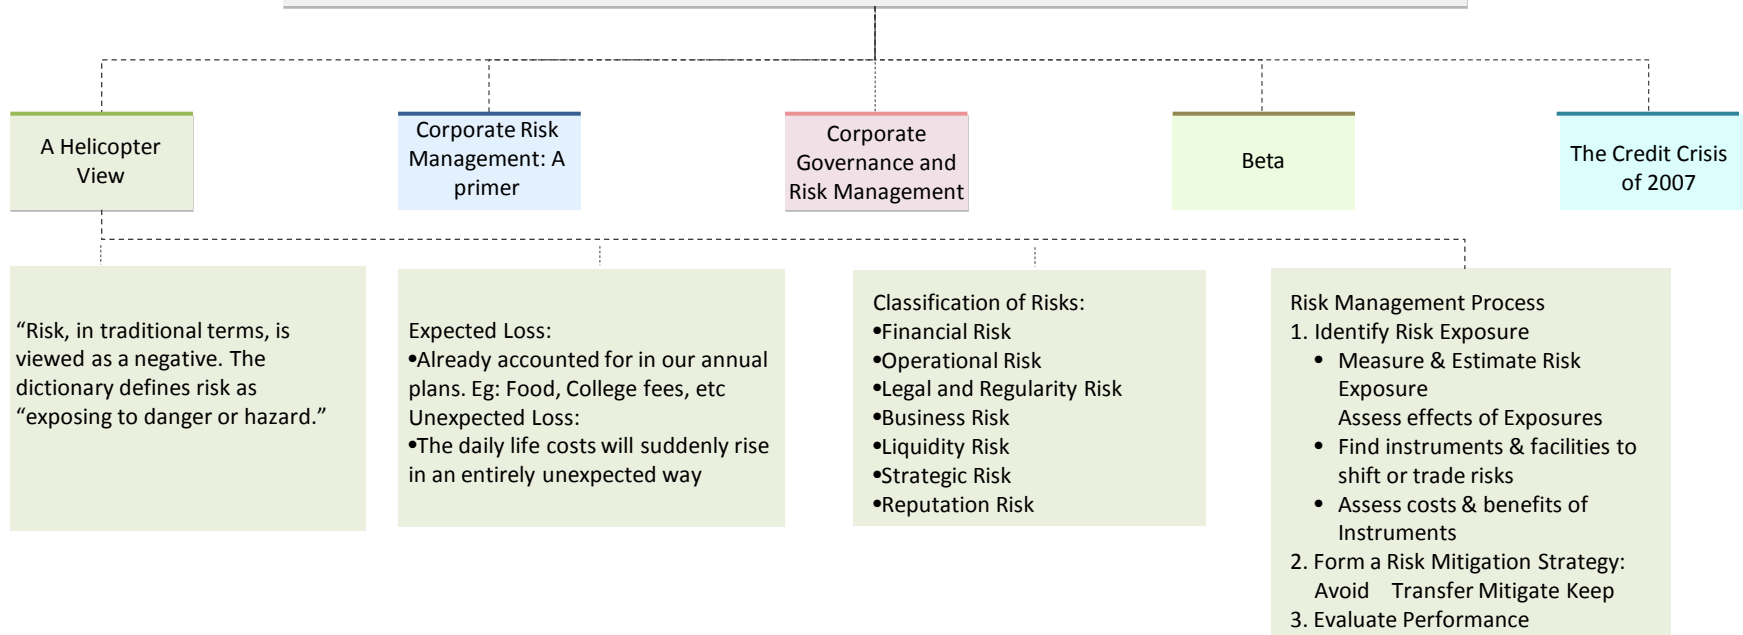 A Helicopter
View
Corporate Risk
Management: A
primer
Corporate
Governance and
Risk Management
Beta
The Credit Crisis
of 2007
“Risk, in traditional terms, is
viewed as a negative. The
dictionary defines risk as
“exposing to danger or hazard.”
Expected Loss:
•Already accounted for in our annual
plans. Eg: Food, College fees, etc
Unexpected Loss:
•The daily life costs will suddenly rise
in an entirely unexpected way
Classification of Risks:
•Financial Risk
•Operational Risk
•Legal and Regularity Risk
•Business Risk
•Liquidity Risk
•Strategic Risk
•Reputation Risk
Risk Management Process
1. Identify Risk Exposure
• Measure & Estimate Risk
Exposure
Assess effects of Exposures
• Find instruments & facilities to
shift or trade risks
• Assess costs & benefits of
Instruments
2. Form a Risk Mitigation Strategy:
Avoid Transfer Mitigate Keep
3. Evaluate Performance